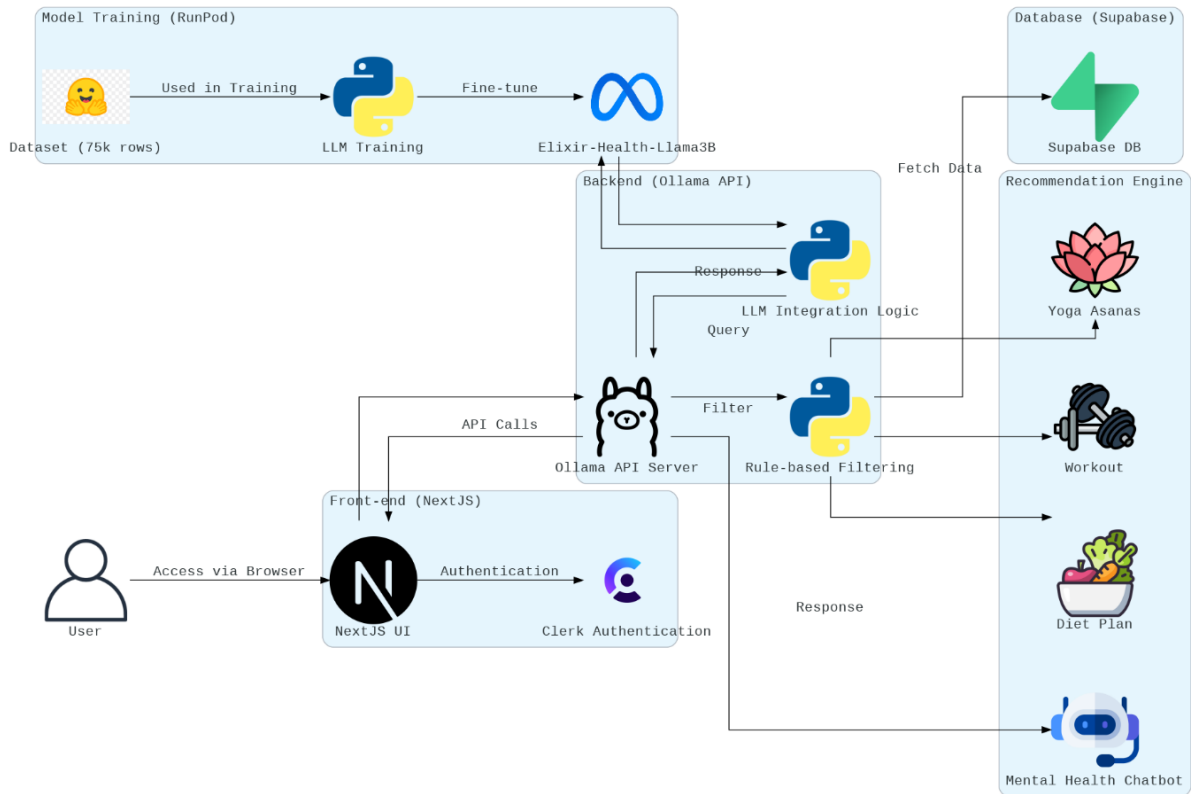 Model Training (RunPod)
Database (Supabase)
Used in Training
Fine-tune
Dataset (75k rows)
LLM Training
Elixir-Health-Llama3B
Supabase DB
Fetch Data
Backend (Ollama API)
Recommendation Engine
Response
LLM Integration Logic
Yoga Asanas
Query
Filter
API Calls
Ollama API Server
Rule-based Filtering
Workout
Front-end (NextJS)
Access via Browser
Authentication
Response
User
NextJS UI
Clerk Authentication
Diet Plan
Mental Health Chatbot